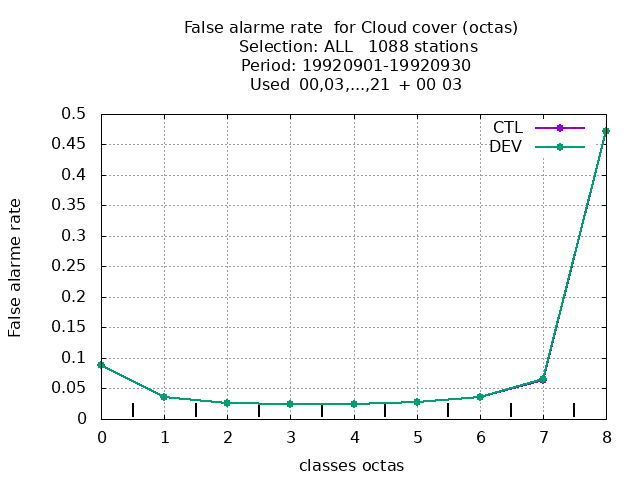 False alarme rate  for Cloud cover (octas)
Selection: ALL   1088 stations
Period: 19920901-19920930
Used  00,03,...,21  + 00 03
CTL
DEV
0.5
0.45
0.4
0.35
0.3
0.25
0.2
0.15
0.1
0.05
0
False alarme rate
0 1 2 3 4 5 6 7 8
classes octas